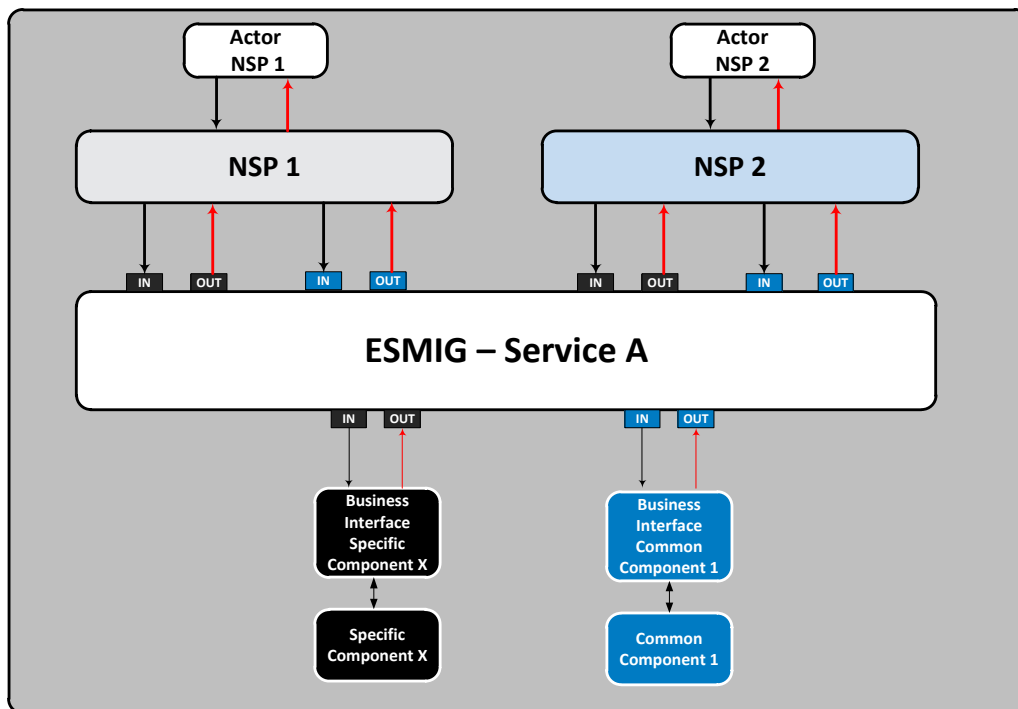 Actor
NSP 1
Actor
NSP 2
NSP 1
NSP 2
IN
OUT
IN
OUT
IN
OUT
IN
OUT
ESMIG – Service A
IN
OUT
IN
OUT
Business
Interface
Specific
Component X
Business
Interface
Common
Component 1
Specific
Component X
Common
Component 1